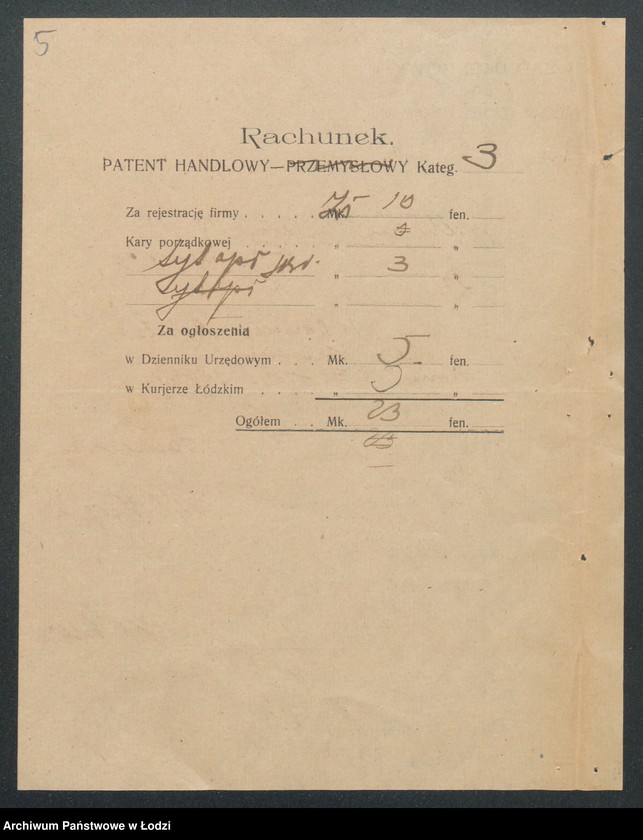 5
Rachunek.
PATENT HANDLOWY—PRZEMYSŁOWY Kateg. 3
Za rejestrację firmy . . . . . Mk. 10 fen.
Kary porządkowej . . . . . „ „
„ 3 „
„ „
Za ogłoszenia
w Dzienniku Urzędowym . . . Mk. 5 fen.
w Kurjerze Łódzkim . . . . „ „
Ogółem . . Mk. 23 fen.
Archiwum Państwowe w Łodzi